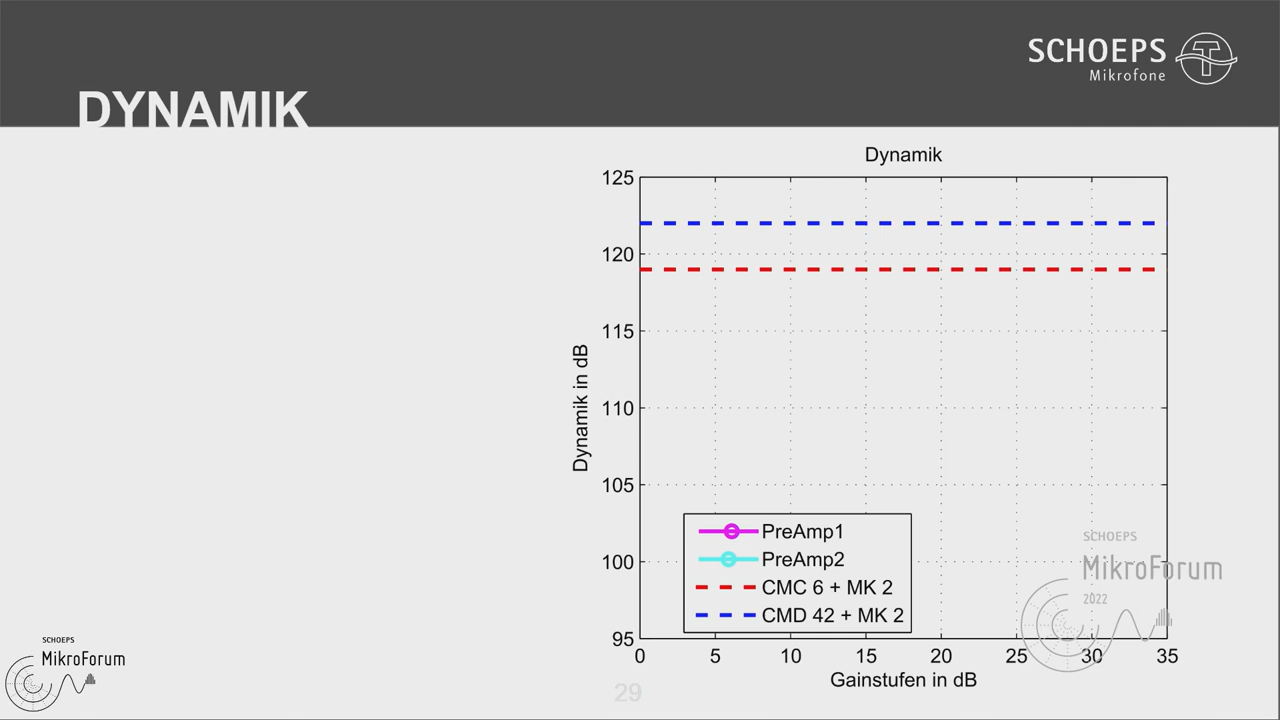 SCHOEPS
Mikrofone
DYNAMIK
Dynamik
125
120
115
110
105
100
95
Dynamik in dB
PreAmp1
PreAmp2
CMC 6 + MK 2
CMD 42 + MK 2
0 5 10 15 20 25 30 35
Gainstufen in dB
SCHOEPS
MikroForum
2022
SCHOEPS
MikroForum
29